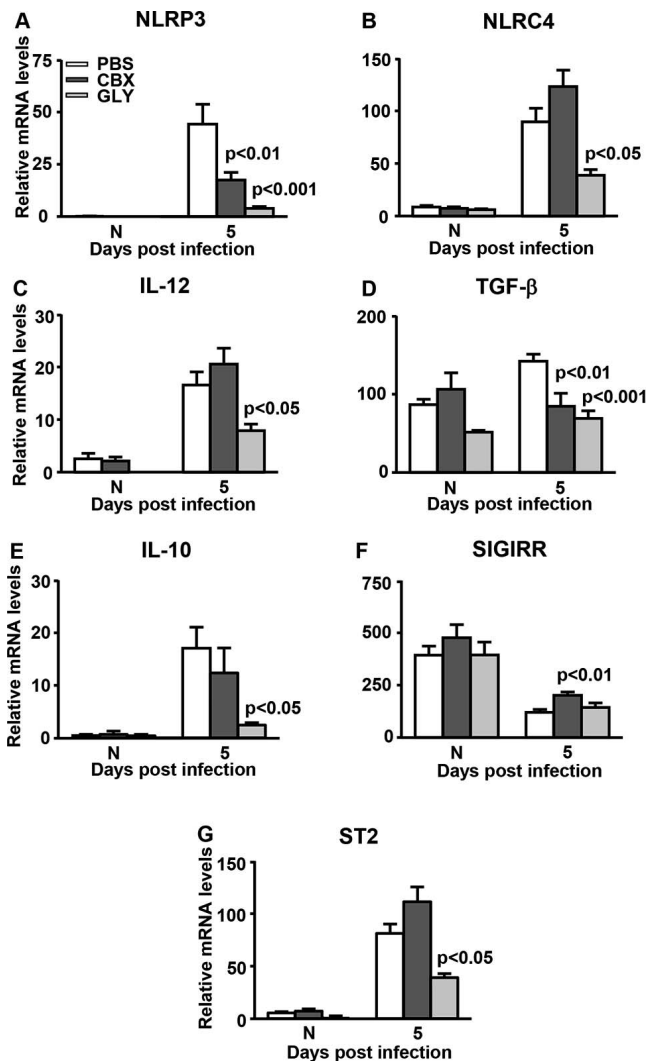 A
NLRP3
Relative mRNA levels
75
50
25
0
PBS
CBX
GLY
p<0.01
p<0.001
N
5
Days post infection
B
NLRC4
150
100
50
0
p<0.05
N
5
Days post infection
C
IL-12
Relative mRNA levels
30
20
10
0
p<0.05
N
5
Days post infection
D
TGF-β
200
100
0
p<0.01
p<0.001
N
5
Days post infection
E
IL-10
Relative mRNA levels
30
20
10
0
p<0.05
N
5
Days post infection
F
SIGIRR
750
500
250
0
p<0.01
N
5
Days post infection
G
ST2
Relative mRNA levels
150
100
50
0
p<0.05
N
5
Days post infection